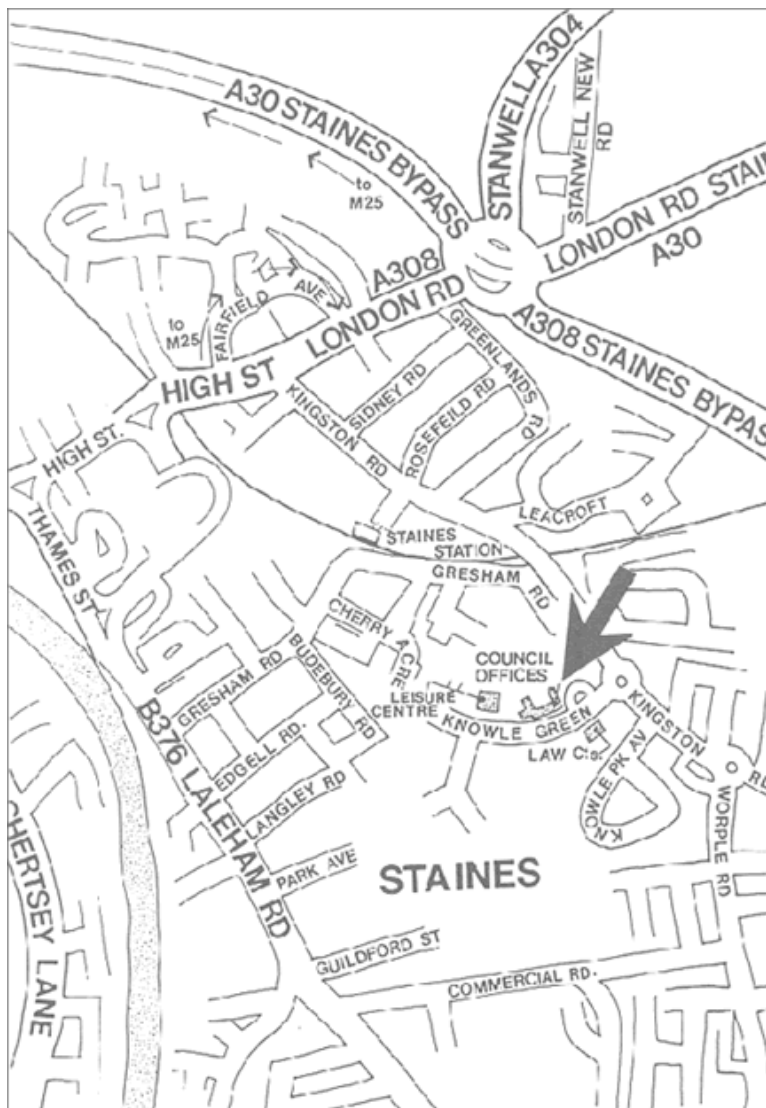 A30 STAINES BYPASS
STANWELL A304
STANWELL NEW
RD
to
M25
LONDON RD STAIN
A30
A308
LONDON RD
A308 STAINES BYPAS
to
M25
FAIRFIELD
AVE
HIGH ST
HIGH ST.
KINGSTON RD
SIDNEY RD
ROSEFEILD RD
GREENLANDS RD
LEACROFT
STAINES
STATION
THAMES ST
GRESHAM RD
CHERRY ACRE
BUDEBURY RD
GRESHAM RD
COUNCIL
OFFICES
LEISURE
CENTRE
KNOWLE GREEN
LAW Cts.
KINGSTON
RD
KNOWLE PK AV
WORPLE RD
B376 LALEHAM RD
EDGELL RD.
LANGLEY RD
PARK AVE
STAINES
GUILDFORD ST
COMMERCIAL RD.
CHERTSEY LANE